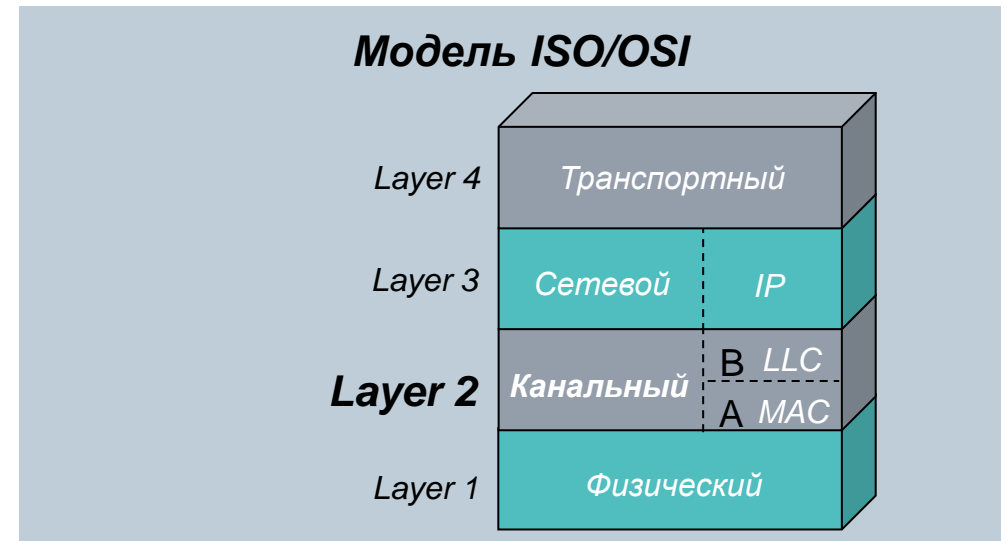 Модель ISO/OSI
Layer 4 Транспортный
Layer 3 Сетевой IP
Layer 2 Канальный B LLC
A MAC
Layer 1 Физический